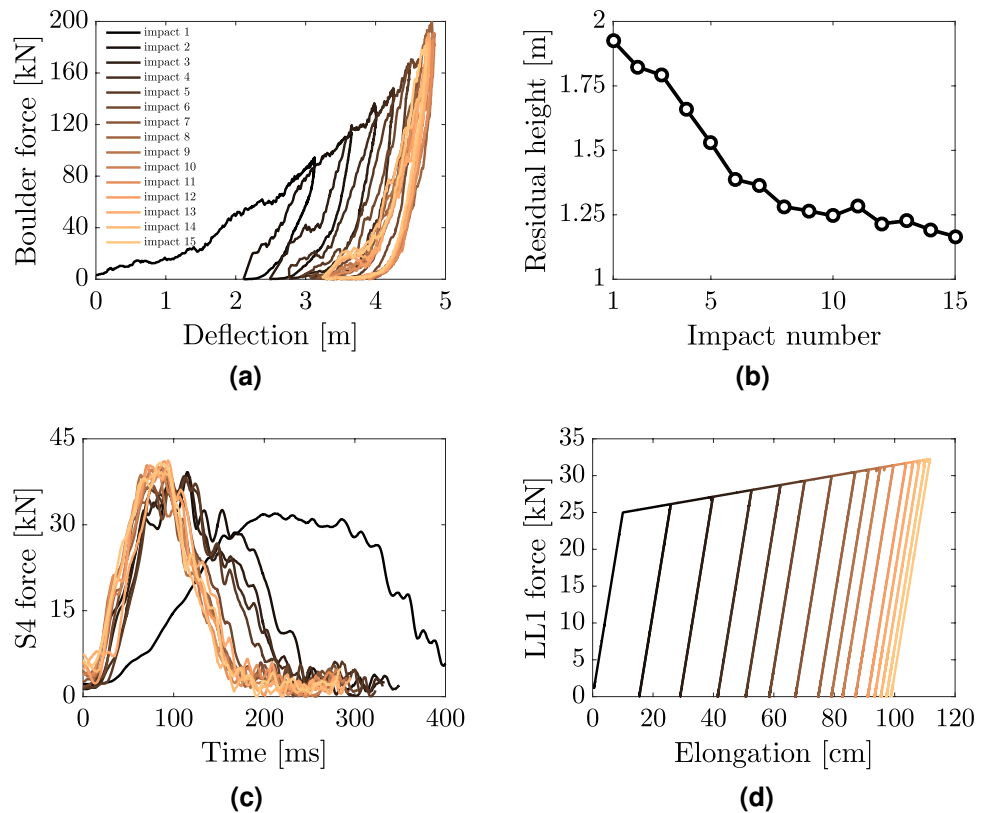 200
160
120
80
40
0
Boulder force [kN]
impact 1
impact 2
impact 3
impact 4
impact 5
impact 6
impact 7
impact 8
impact 9
impact 10
impact 11
impact 12
impact 13
impact 14
impact 15
0 1 2 3 4 5
Deflection [m]
(a)
2
1.75
1.5
1.25
1
Residual height [m]
1 5 10 15
Impact number
(b)
45
30
15
0
S4 force [kN]
0 100 200 300 400
Time [ms]
(c)
35
30
25
20
15
10
5
0
LL1 force [kN]
0 20 40 60 80 100 120
Elongation [cm]
(d)